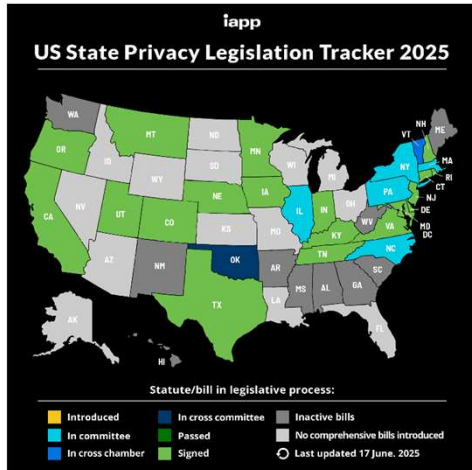 iapp
US State Privacy Legislation Tracker 2025
WA
MT
ND
MN
VT
NH
ME
OR
ID
SD
WI
MI
NY
MA
RI
WY
CT
NE
IA
PA
NJ
NV
UT
CO
IL
IN
OH
DE
CA
KS
MO
WV
VA
MD
DC
KY
AZ
NM
OK
AR
TN
NC
SC
TX
MS
AL
GA
LA
AK
FL
HI
Statute/bill in legislative process:
Introduced
In cross committee
Inactive bills
In committee
Passed
No comprehensive bills introduced
In cross chamber
Signed
Last updated 17 June. 2025